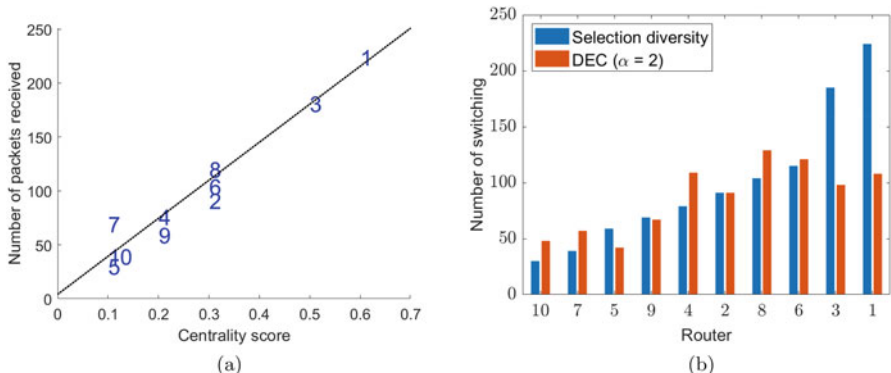 250
200
150
100
50
0
Number of packets received
1
3
8
6
2
7
4
9
10
5
0 0.1 0.2 0.3 0.4 0.5 0.6 0.7
Centrality score
(a)
250
200
150
100
50
0
Number of switching
Selection diversity
DEC (α = 2)
10 7 5 9 4 2 8 6 3 1
Router
(b)